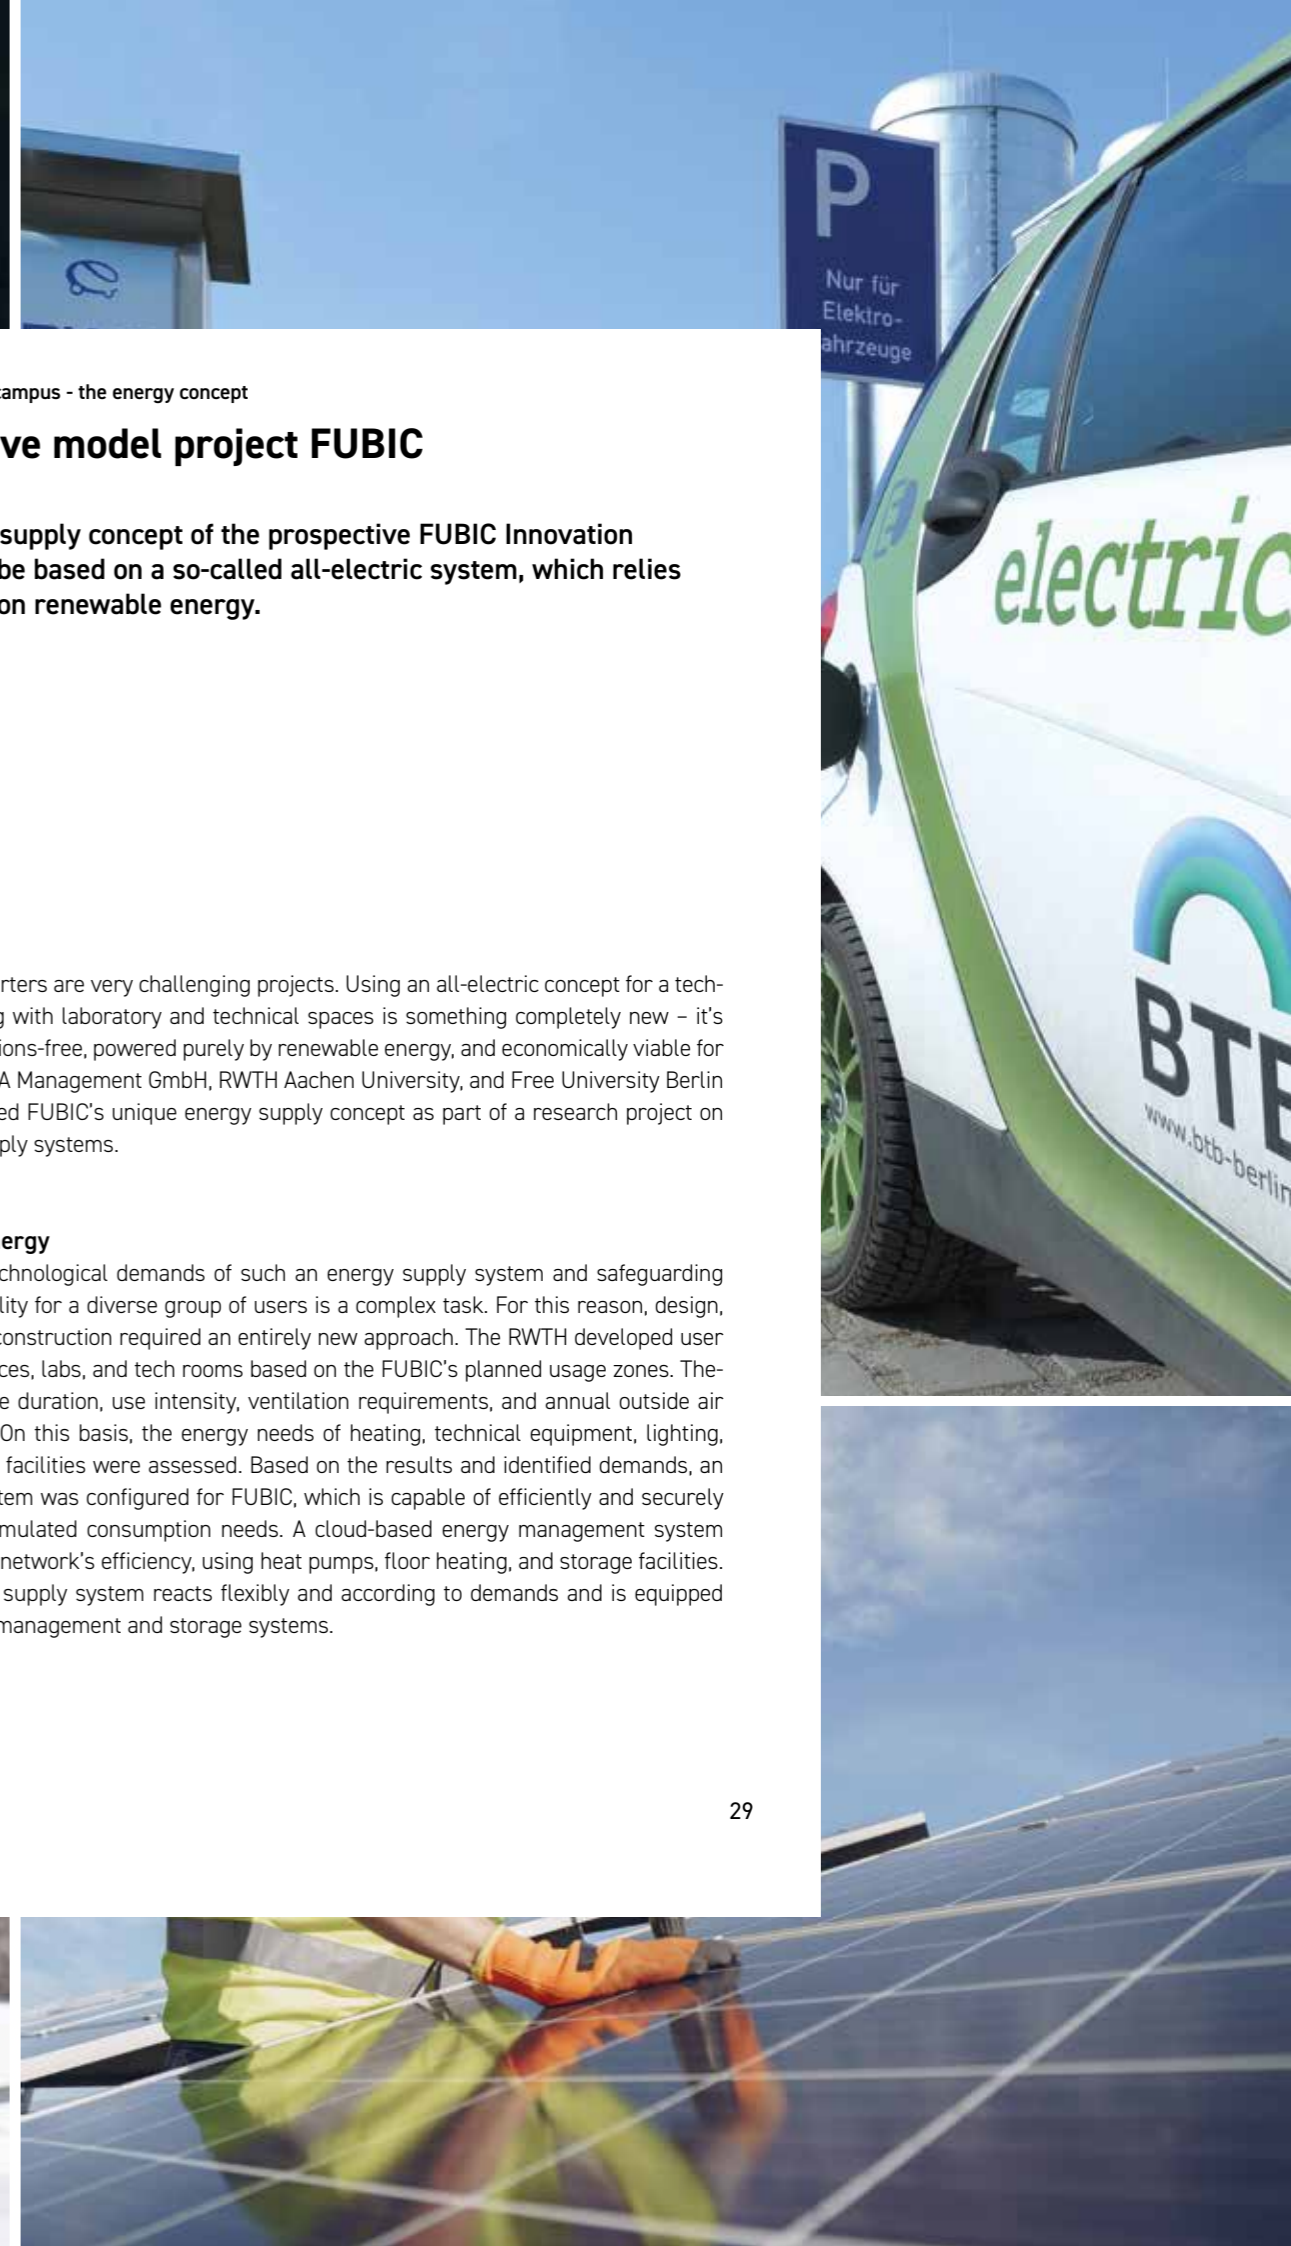 P
Nur für
Elektro-
ahrzeuge
campus - the energy concept
ve model project FUBIC
supply concept of the prospective FUBIC Innovation
be based on a so-called all-electric system, which relies
on renewable energy.
electric
BTB
www.btb-berlin
rters are very challenging projects. Using an all-electric concept for a tech-
g with laboratory and technical spaces is something completely new – it's
ions-free, powered purely by renewable energy, and economically viable for
A Management GmbH, RWTH Aachen University, and Free University Berlin
ed FUBIC's unique energy supply concept as part of a research project on
ply systems.
ergy
chnological demands of such an energy supply system and safeguarding
lity for a diverse group of users is a complex task. For this reason, design,
construction required an entirely new approach. The RWTH developed user
ces, labs, and tech rooms based on the FUBIC's planned usage zones. The-
e duration, use intensity, ventilation requirements, and annual outside air
On this basis, the energy needs of heating, technical equipment, lighting,
facilities were assessed. Based on the results and identified demands, an
tem was configured for FUBIC, which is capable of efficiently and securely
mulated consumption needs. A cloud-based energy management system
network's efficiency, using heat pumps, floor heating, and storage facilities.
supply system reacts flexibly and according to demands and is equipped
management and storage systems.
29